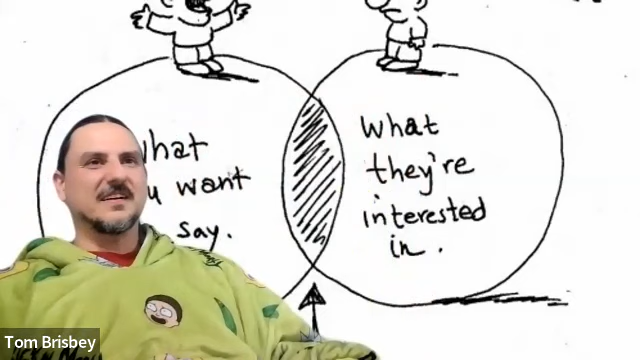 hat
u want
say.
What
they're
interested
in.
Tom Brisbey